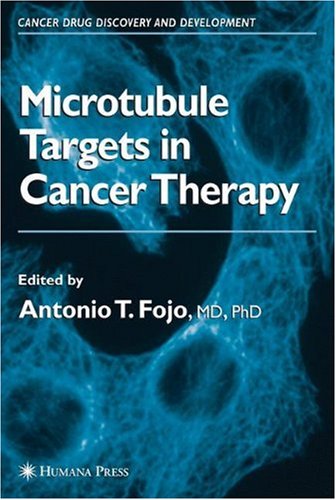 CANCER DRUG DISCOVERY AND DEVELOPMENT
Microtubule
Targets in
Cancer Therapy
Edited by
Antonio T. Fojo, MD, PhD
HUMANA PRESS